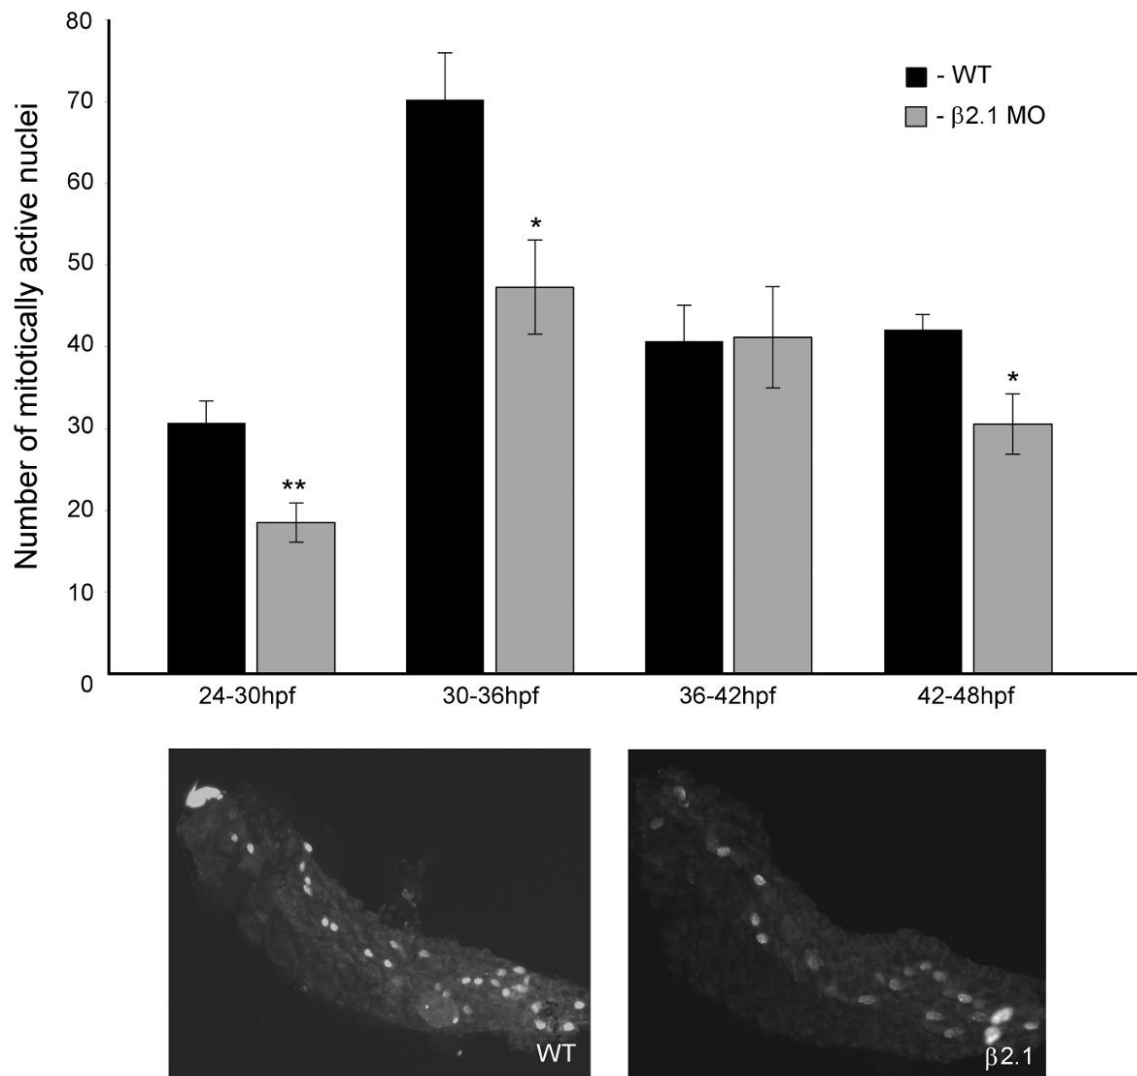 Number of mitotically active nuclei
80
70
60
50
40
30
20
10
0
- WT
- β2.1 MO
**
*
*
24-30hpf 30-36hpf 36-42hpf 42-48hpf
WT β2.1